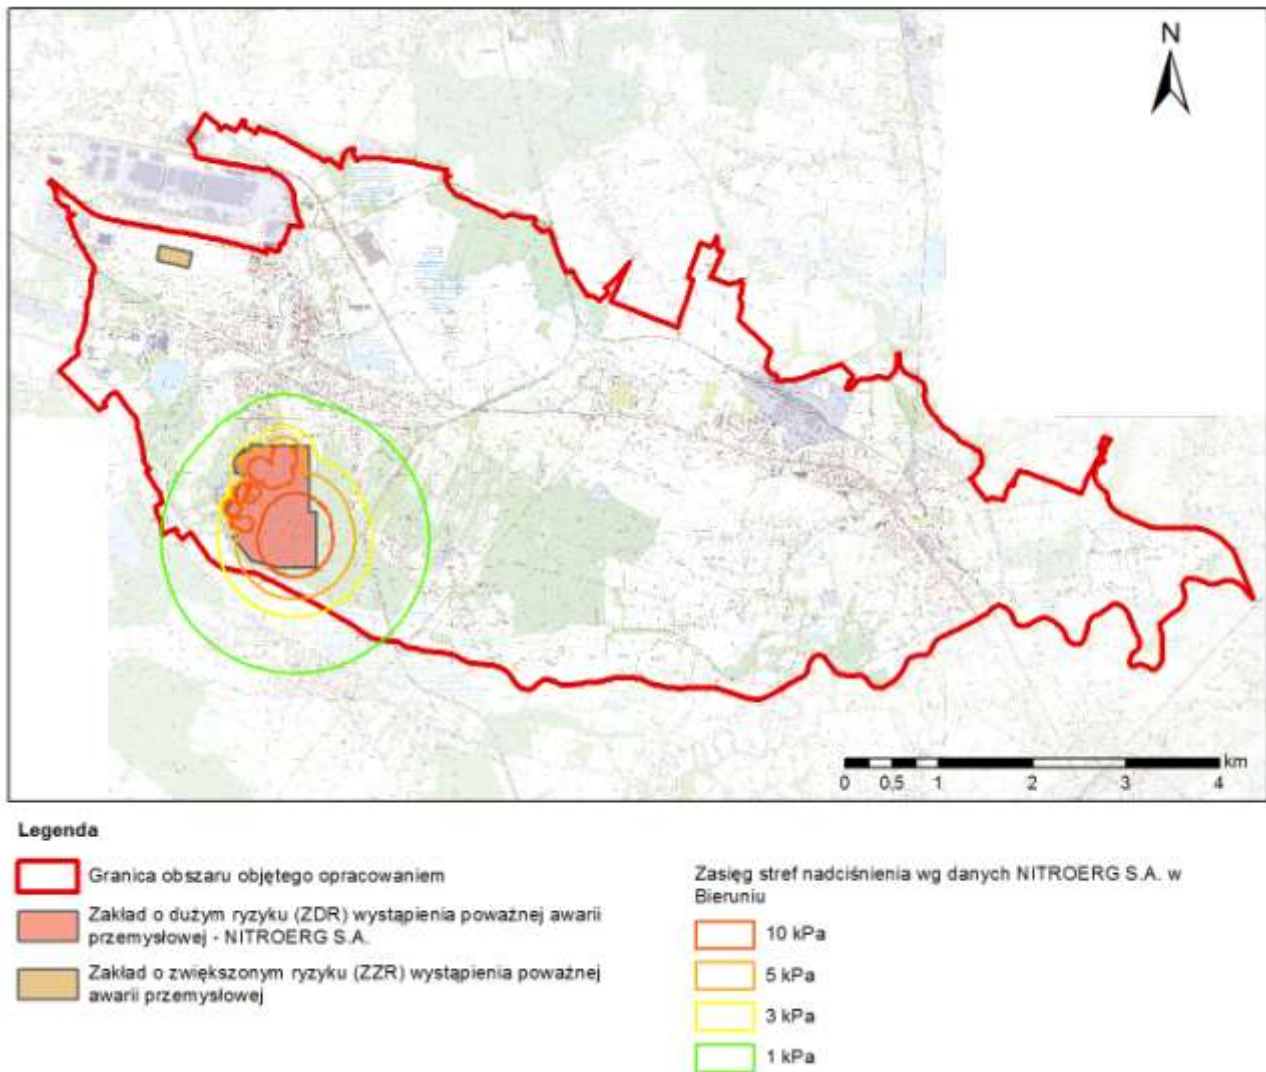 N
km
0 0,5 1 2 3 4
Legenda
Granica obszaru objętego opracowaniem
Zakład o dużym ryzyku (ZDR) wystąpienia poważnej awarii
przemysłowej - NITROERG S.A.
Zakład o zwiększonym ryzyku (ZZR) wystąpienia poważnej
awarii przemysłowej
Zasięg stref nadciśnienia wg danych NITROERG S.A. w
Bieruniu
10 kPa
5 kPa
3 kPa
1 kPa